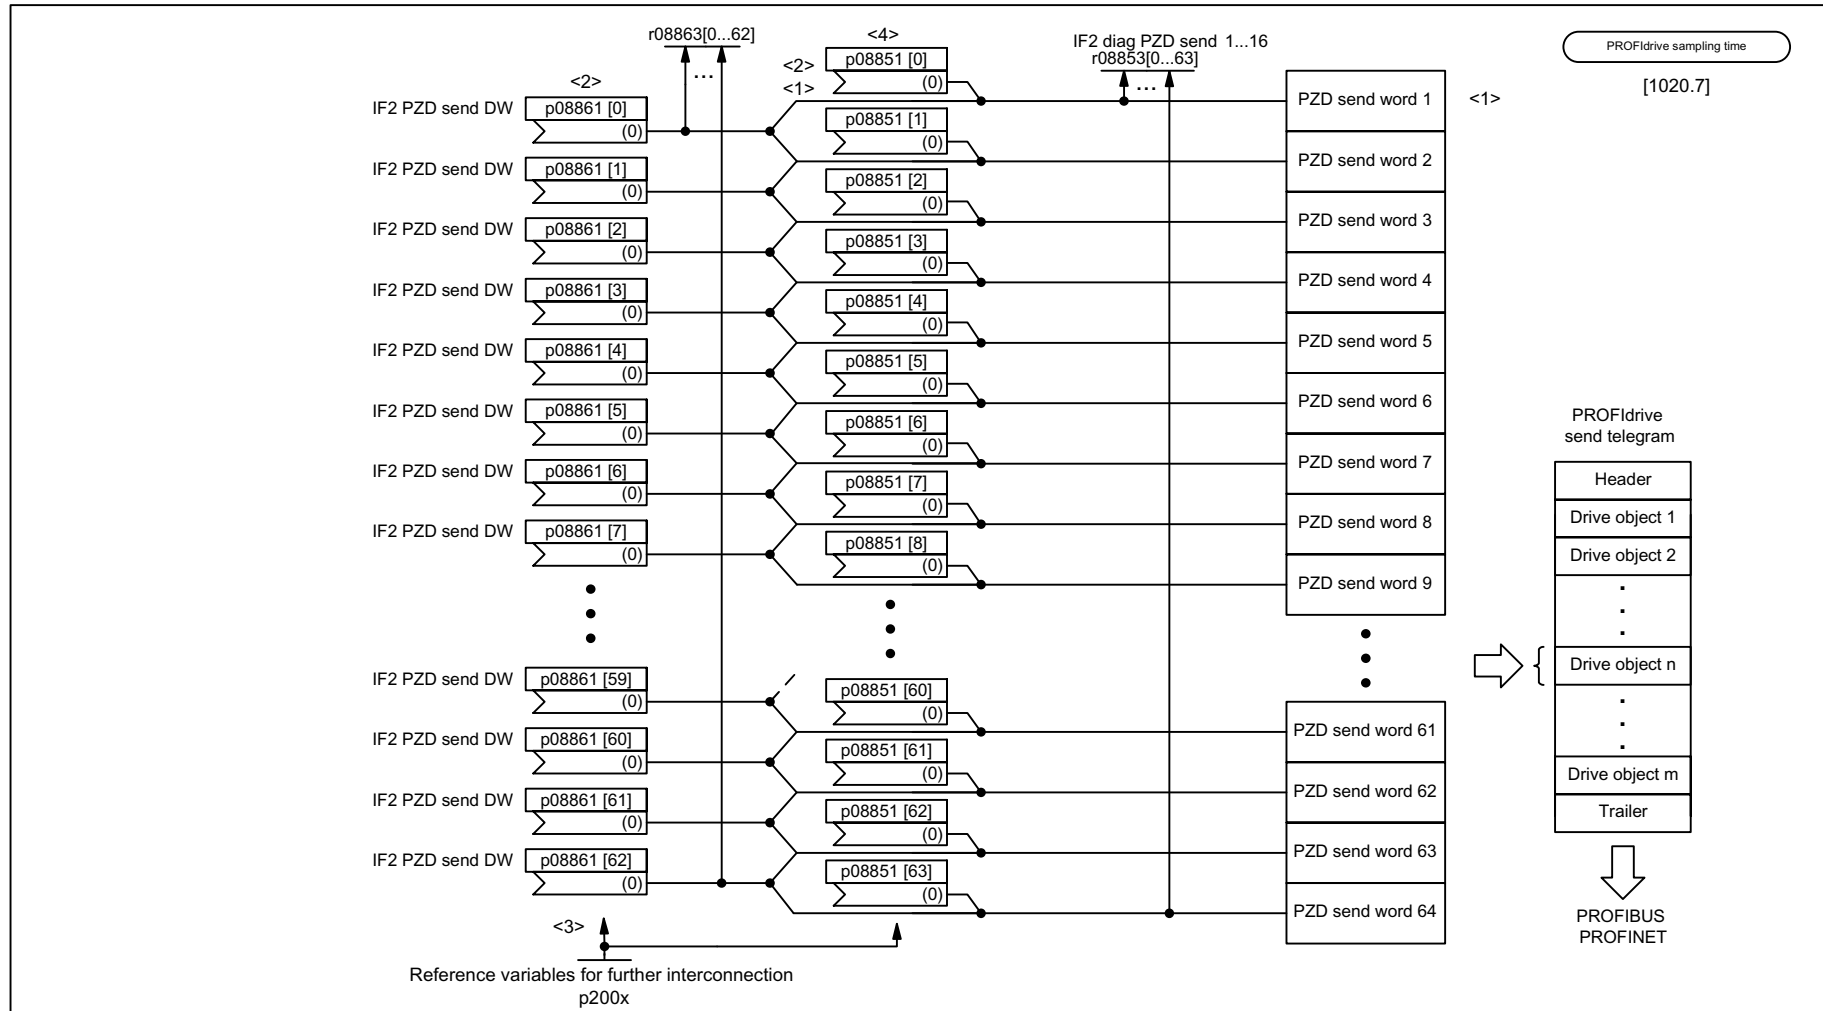 r08863[0...62]
<4>
IF2 diag PZD send 1...16
r08853[0...63]
PROFIdrive sampling time
[1020.7]
<2>
<2>
<1>
<1>
...
...
IF2 PZD send DW
p08861 [0]
(0)
IF2 PZD send DW
p08861 [1]
(0)
IF2 PZD send DW
p08861 [2]
(0)
IF2 PZD send DW
p08861 [3]
(0)
IF2 PZD send DW
p08861 [4]
(0)
IF2 PZD send DW
p08861 [5]
(0)
IF2 PZD send DW
p08861 [6]
(0)
IF2 PZD send DW
p08861 [7]
(0)
IF2 PZD send DW
p08861 [59]
(0)
IF2 PZD send DW
p08861 [60]
(0)
IF2 PZD send DW
p08861 [61]
(0)
IF2 PZD send DW
p08861 [62]
(0)
<3>
Reference variables for further interconnection
p200x
p08851 [0]
(0)
p08851 [1]
(0)
p08851 [2]
(0)
p08851 [3]
(0)
p08851 [4]
(0)
p08851 [5]
(0)
p08851 [6]
(0)
p08851 [7]
(0)
p08851 [8]
(0)
p08851 [60]
(0)
p08851 [61]
(0)
p08851 [62]
(0)
p08851 [63]
(0)
PZD send word 1
PZD send word 2
PZD send word 3
PZD send word 4
PZD send word 5
PZD send word 6
PZD send word 7
PZD send word 8
PZD send word 9
PZD send word 61
PZD send word 62
PZD send word 63
PZD send word 64
PROFIdrive
send telegram
Header
Drive object 1
Drive object 2
Drive object n
Drive object m
Trailer
PROFIBUS
PROFINET